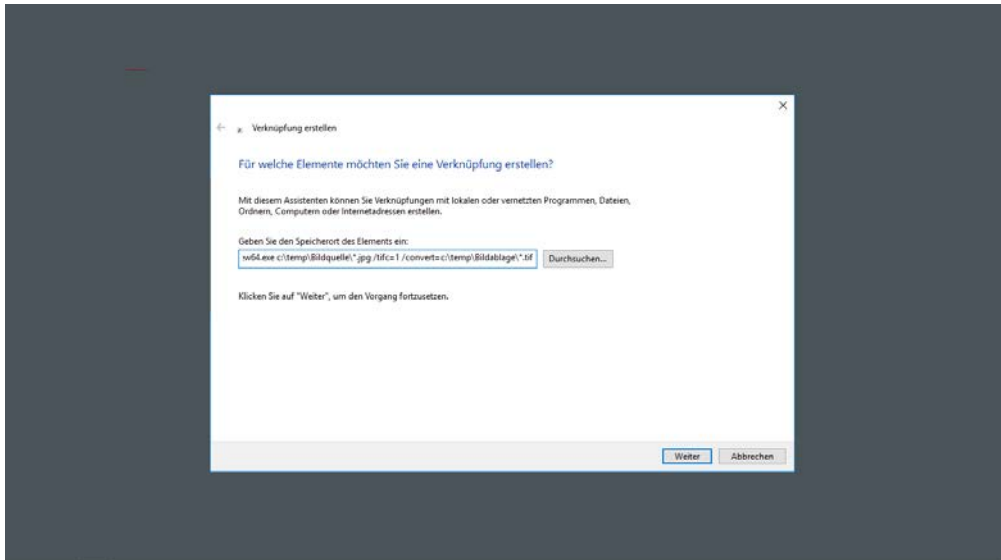 Verknüpfung erstellen
Für welche Elemente möchten Sie eine Verknüpfung erstellen?
Mit diesem Assistenten können Sie Verknüpfungen mit lokalen oder vernetzten Programmen, Dateien,
Ordnern, Computern oder Internetadressen erstellen.
Geben Sie den Speicherort des Elements ein:
w64.exe c:\temp\Bildquelle\*.jpg /tifc=1 /convert=c:\temp\Bildablage\*.tif
Durchsuchen...
Klicken Sie auf "Weiter", um den Vorgang fortzusetzen.
Weiter
Abbrechen